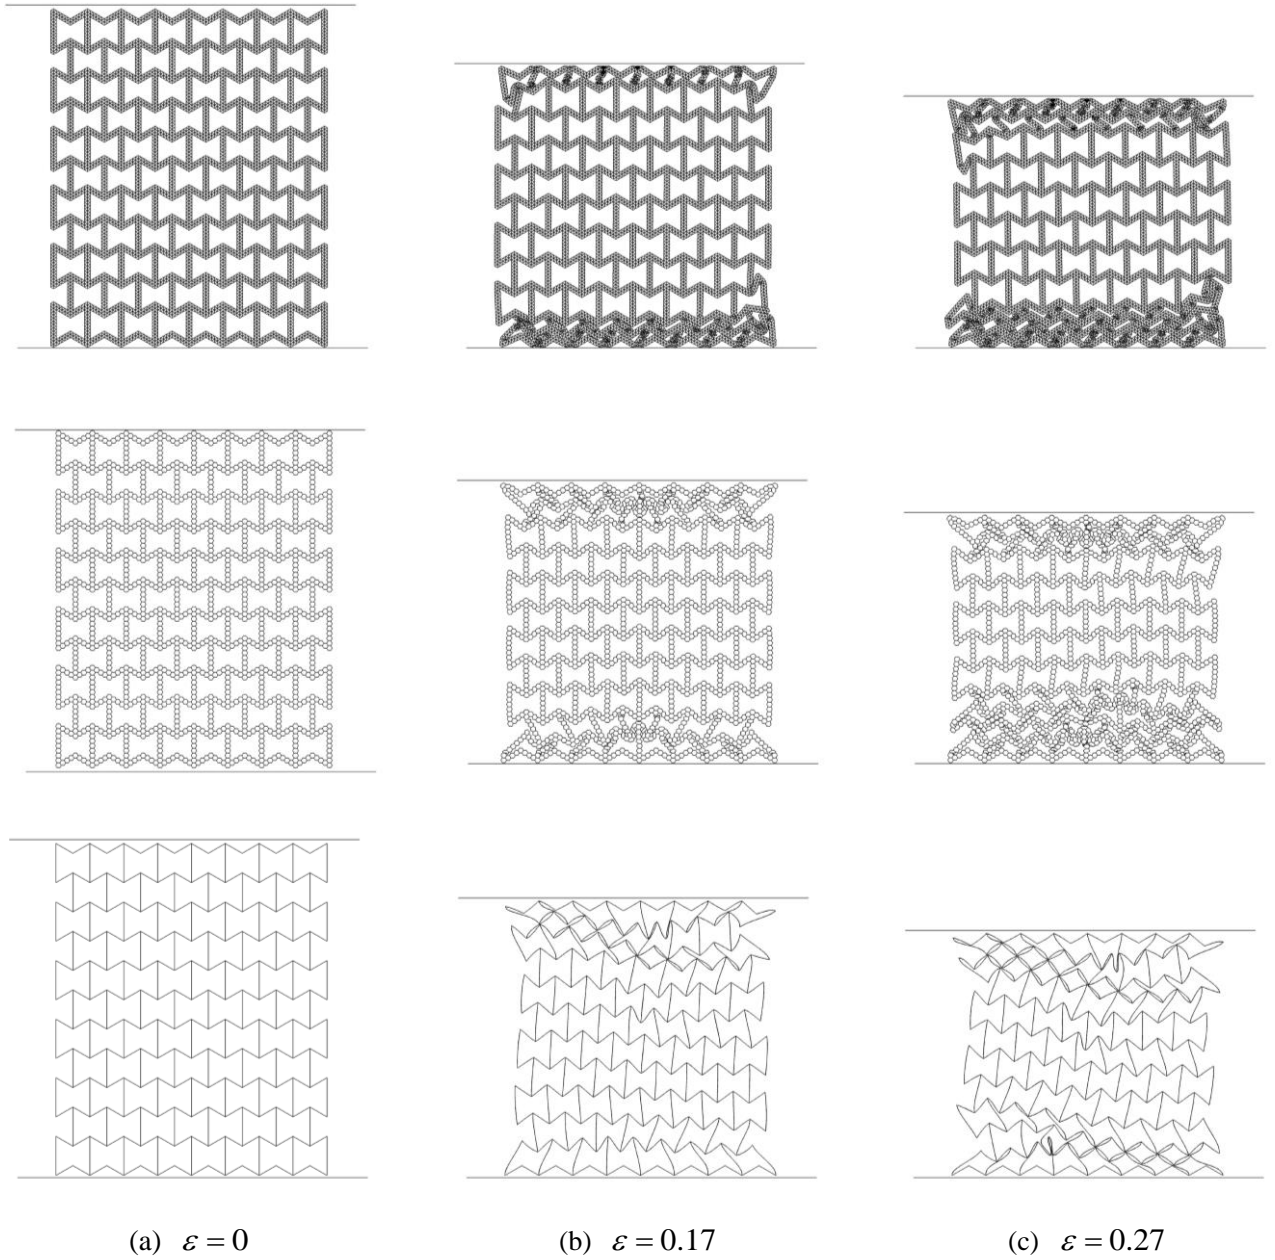 (a) ε = 0
(b) ε = 0.17
(c) ε = 0.27